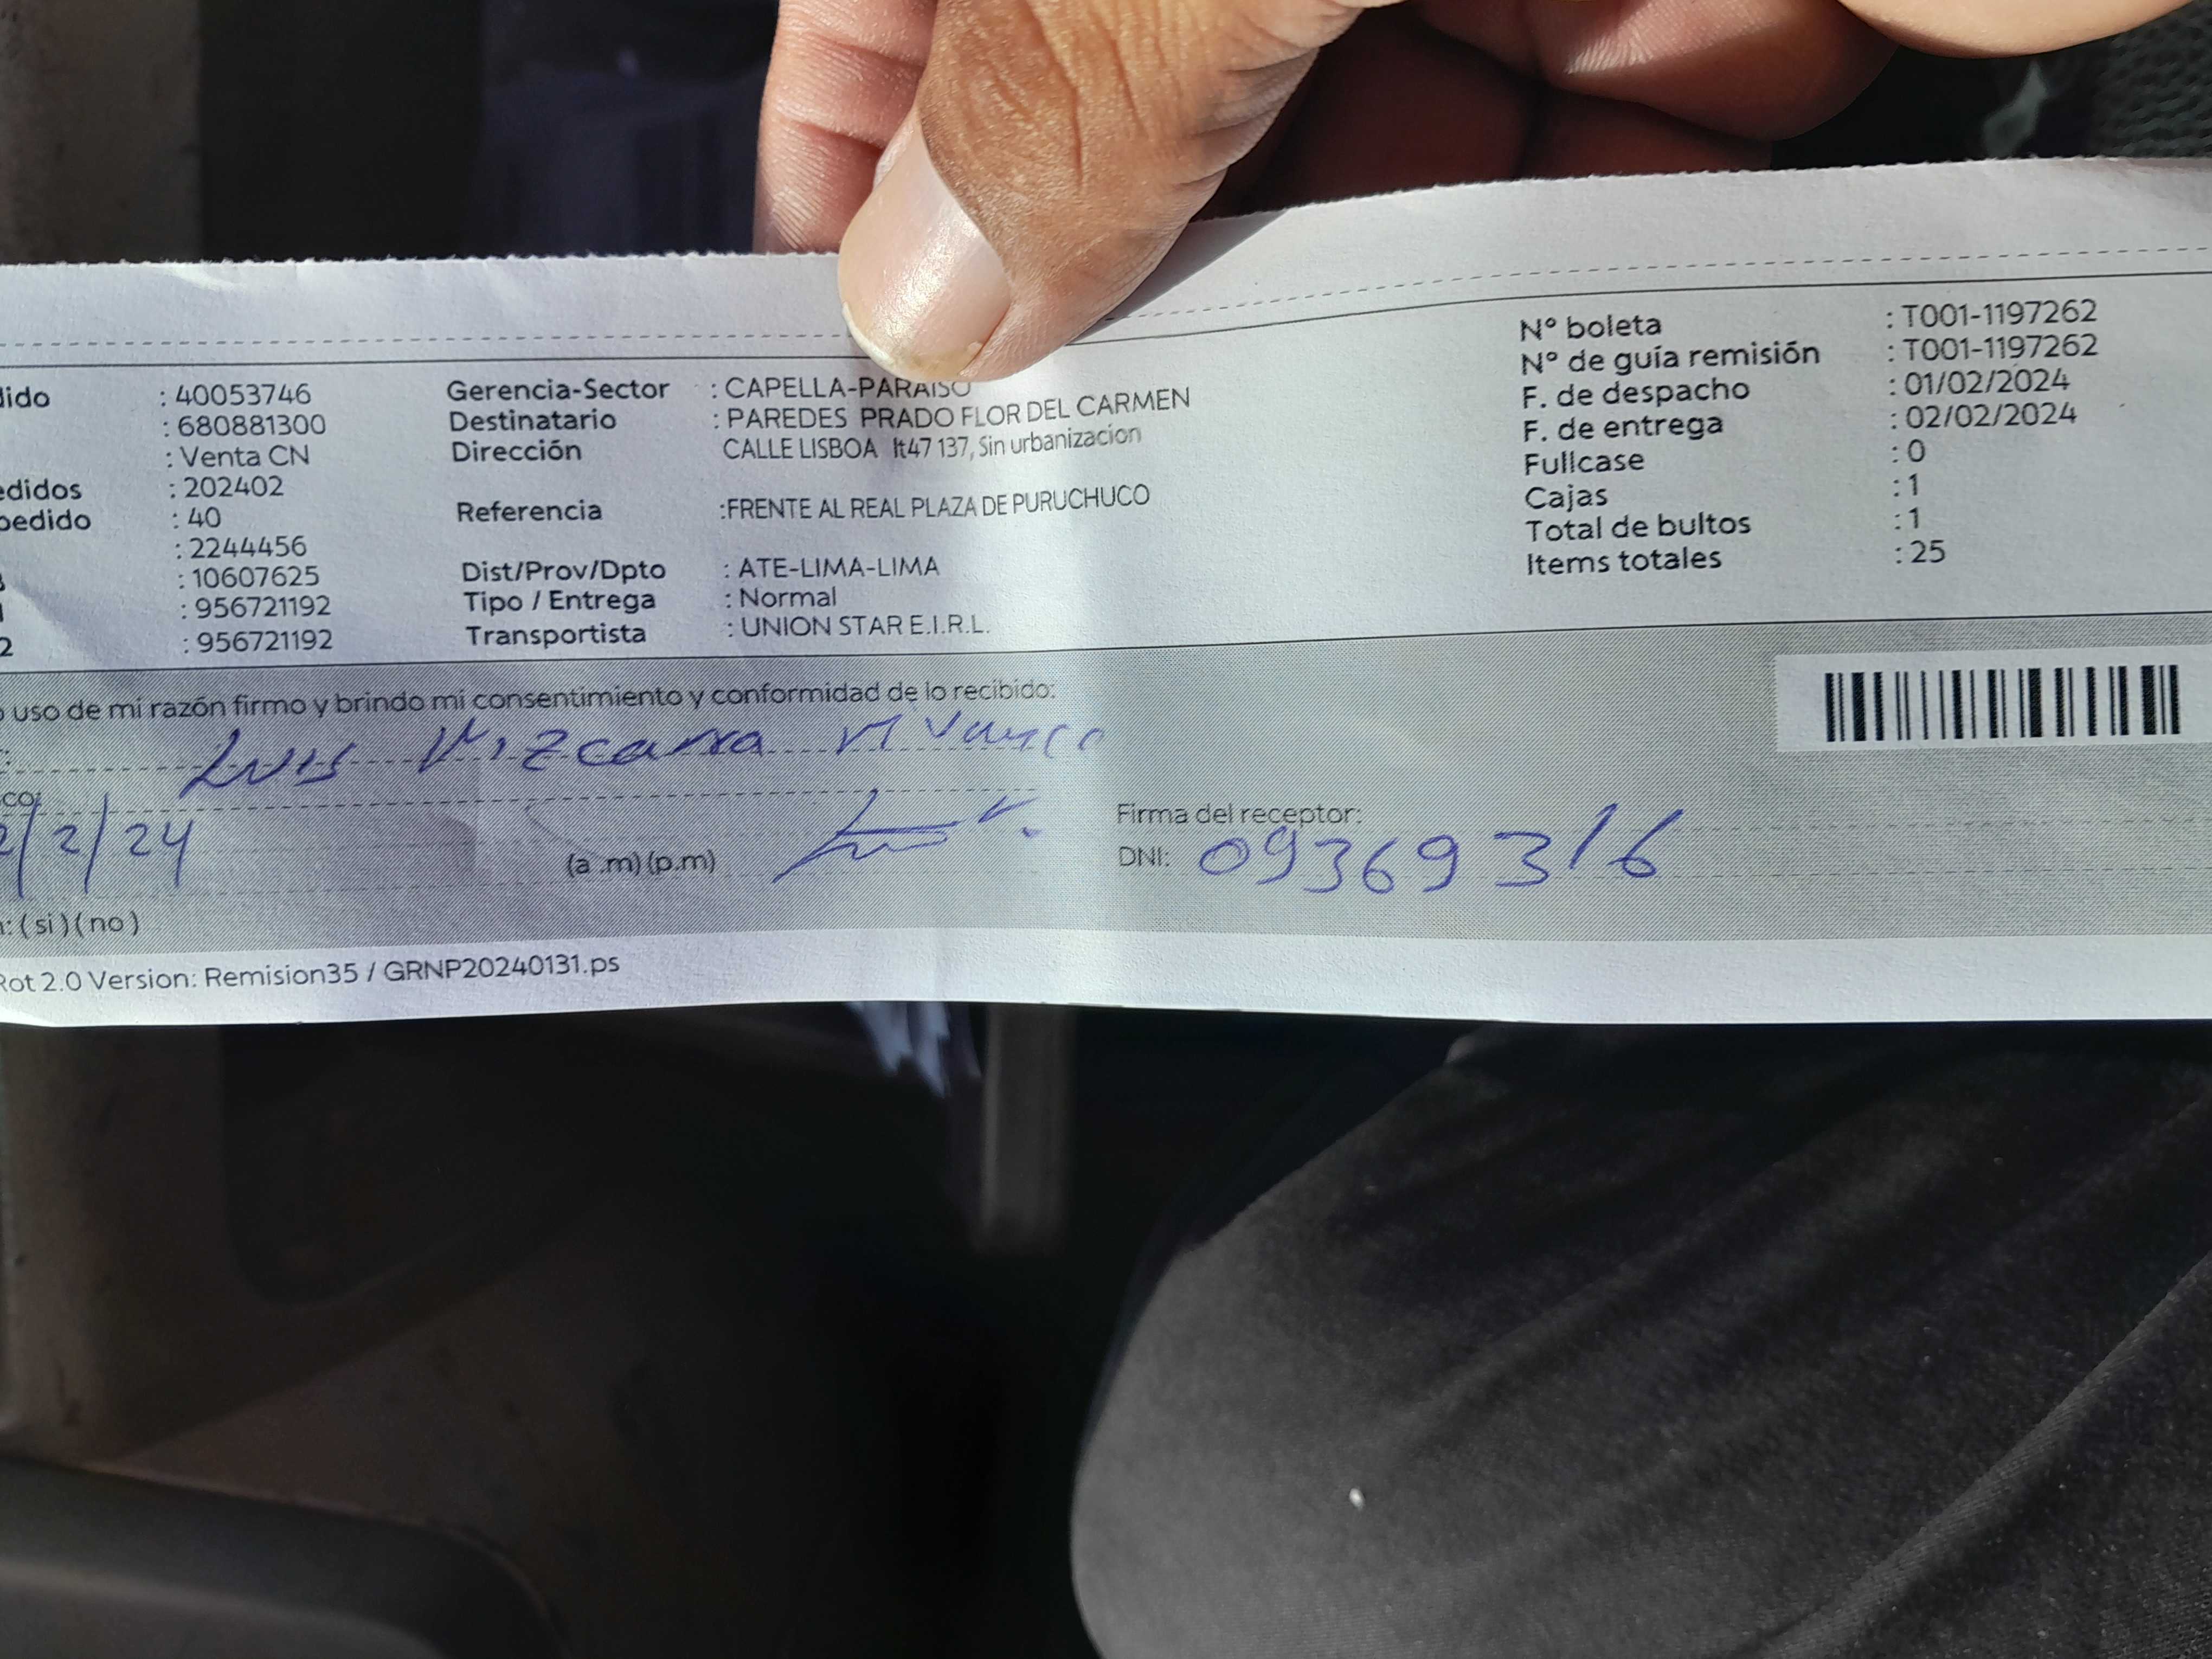 dido : 40053746
: 680881300
: Venta CN
edidos : 202402
pedido : 40
: 2244456
: 10607625
: 956721192
2 : 956721192
Gerencia-Sector : CAPELLA-PARAISO
Destinatario : PAREDES PRADO FLOR DEL CARMEN
Dirección CALLE LISBOA lt47 137, Sin urbanizacion
Referencia :FRENTE AL REAL PLAZA DE PURUCHUCO
Dist/Prov/Dpto : ATE-LIMA-LIMA
Tipo / Entrega : Normal
Transportista : UNION STAR E.I.R.L.
N° boleta : T001-1197262
N° de guía remisión : T001-1197262
F. de despacho : 01/02/2024
F. de entrega : 02/02/2024
Fullcase : 0
Cajas : 1
Total de bultos : 1
Items totales : 25
o uso de mi razón firmo y brindo mi consentimiento y conformidad de lo recibido:
Luis Vizcarra
co:
2/2/24 (a .m) (p.m)
Firma del receptor:
DNI: 09369316
n: ( si ) ( no )
Rot 2.0 Version: Remision35 / GRNP20240131.ps